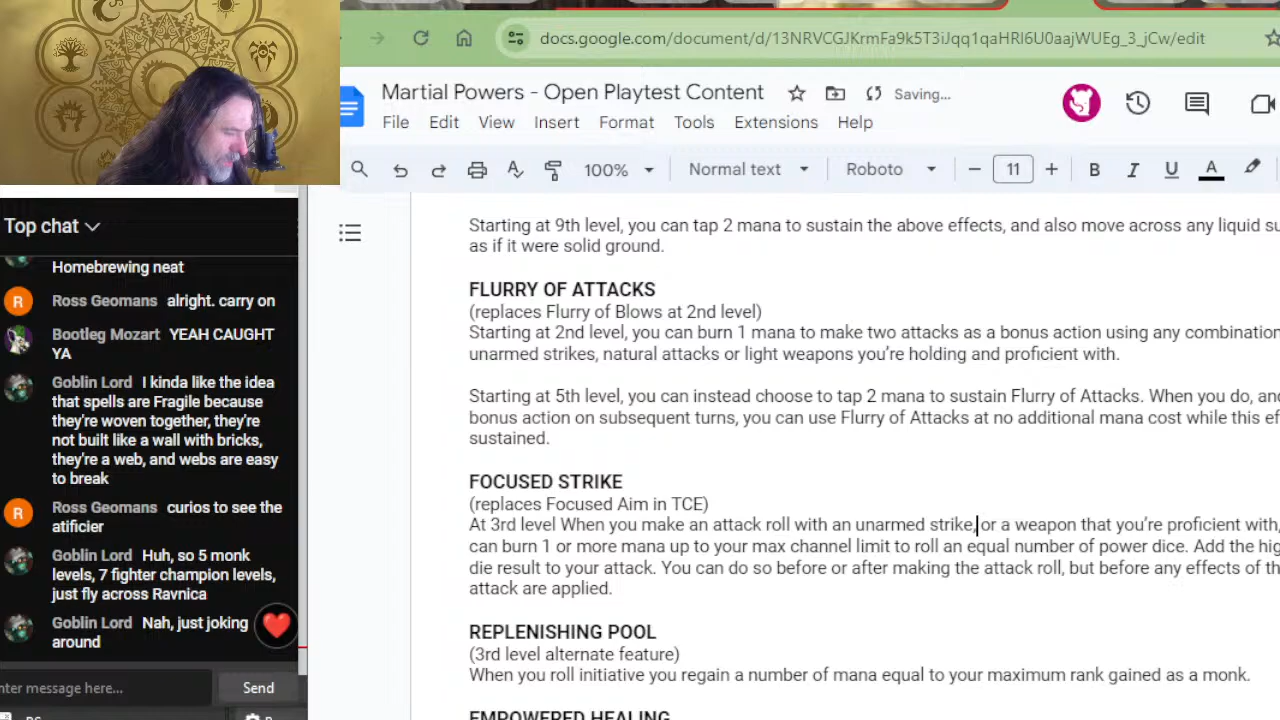 docs.google.com/document/d/13NRVCGJKrmFa9k5T3iJqq1qaHRl6U0aajWUEg_3_jCw/edit
Martial Powers - Open Playtest Content
Saving...
File Edit View Insert Format Tools Extensions Help
100% Normal text Roboto 11 B I U A
Top chat
Homebrewing neat
R Ross Geomans alright. carry on
Bootleg Mozart YEAH CAUGHT
YA
Goblin Lord I kinda like the idea
that spells are Fragile because
they're woven together, they're
not built like a wall with bricks,
they're a web, and webs are easy
to break
R Ross Geomans curios to see the
atificier
Goblin Lord Huh, so 5 monk
levels, 7 fighter champion levels,
just fly across Ravnica
Goblin Lord Nah, just joking
around
nter message here...
Send
Starting at 9th level, you can tap 2 mana to sustain the above effects, and also move across any liquid su
as if it were solid ground.
FLURRY OF ATTACKS
(replaces Flurry of Blows at 2nd level)
Starting at 2nd level, you can burn 1 mana to make two attacks as a bonus action using any combination
unarmed strikes, natural attacks or light weapons you're holding and proficient with.
Starting at 5th level, you can instead choose to tap 2 mana to sustain Flurry of Attacks. When you do, and
bonus action on subsequent turns, you can use Flurry of Attacks at no additional mana cost while this ef
sustained.
FOCUSED STRIKE
(replaces Focused Aim in TCE)
At 3rd level When you make an attack roll with an unarmed strike, or a weapon that you're proficient with,
can burn 1 or more mana up to your max channel limit to roll an equal number of power dice. Add the hig
die result to your attack. You can do so before or after making the attack roll, but before any effects of th
attack are applied.
REPLENISHING POOL
(3rd level alternate feature)
When you roll initiative you regain a number of mana equal to your maximum rank gained as a monk.
EMPOWERED HEALING